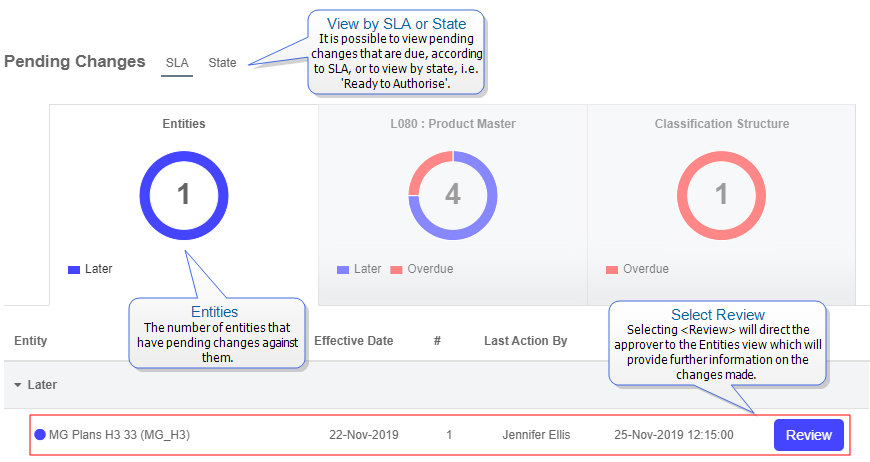 View by SLA or State
It is possible to view pending
changes that are due, according
to SLA, or to view by state, i.e.
'Ready to Authorise'.
Pending Changes SLA State
Entities
1
Later
L080 : Product Master
4
Later Overdue
Classification Structure
1
Overdue
Entities
The number of entities that
have pending changes against
them.
Select Review
Selecting <Review> will direct the
approver to the Entities view which will
provide further information on the
changes made.
Entity Effective Date # Last Action By
Later
MG Plans H3 33 (MG_H3) 22-Nov-2019 1 Jennifer Ellis 25-Nov-2019 12:15:00 Review